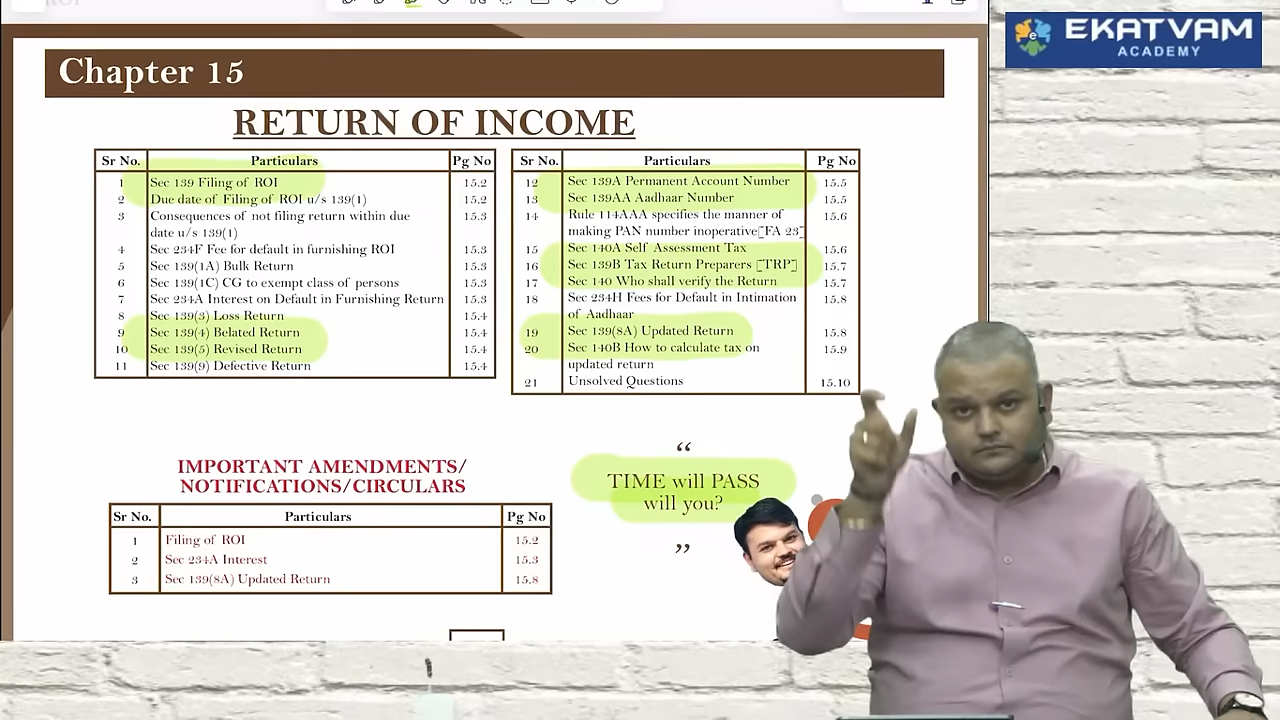 EKATVAM
ACADEMY
Chapter 15
RETURN OF INCOME
Sr No. Particulars Pg No
1 Sec 139 Filing of ROI 15.2
2 Due date of Filing of ROI u/s 139(1) 15.2
3 Consequences of not filing return within due 15.3
date u/s 139(1)
4 Sec 234F Fee for default in furnishing ROI 15.3
5 Sec 139(1A) Bulk Return 15.3
6 Sec 139(1C) CG to exempt class of persons 15.3
7 Sec 234A Interest on Default in Furnishing Return 15.3
8 Sec 139(3) Loss Return 15.4
9 Sec 139(4) Belated Return 15.4
10 Sec 139(5) Revised Return 15.4
11 Sec 139(9) Defective Return 15.4
Sr No. Particulars Pg No
12 Sec 139A Permanent Account Number 15.5
13 Sec 139AA Aadhaar Number 15.5
14 Rule 114AAA specifies the manner of 15.6
making PAN number inoperative[FA 23]
15 Sec 140A Self Assessment Tax 15.6
16 Sec 139B Tax Return Preparers [TRP] 15.7
17 Sec 140 Who shall verify the Return 15.7
18 Sec 234H Fees for Default in Intimation 15.8
of Aadhaar
19 Sec 139(8A) Updated Return 15.8
20 Sec 140B How to calculate tax on 15.9
updated return
21 Unsolved Questions 15.10
IMPORTANT AMENDMENTS/
NOTIFICATIONS/CIRCULARS
Sr No. Particulars Pg No
1 Filing of ROI 15.2
2 Sec 234A Interest 15.3
3 Sec 139(8A) Updated Return 15.8
“
TIME will PASS
will you?
”